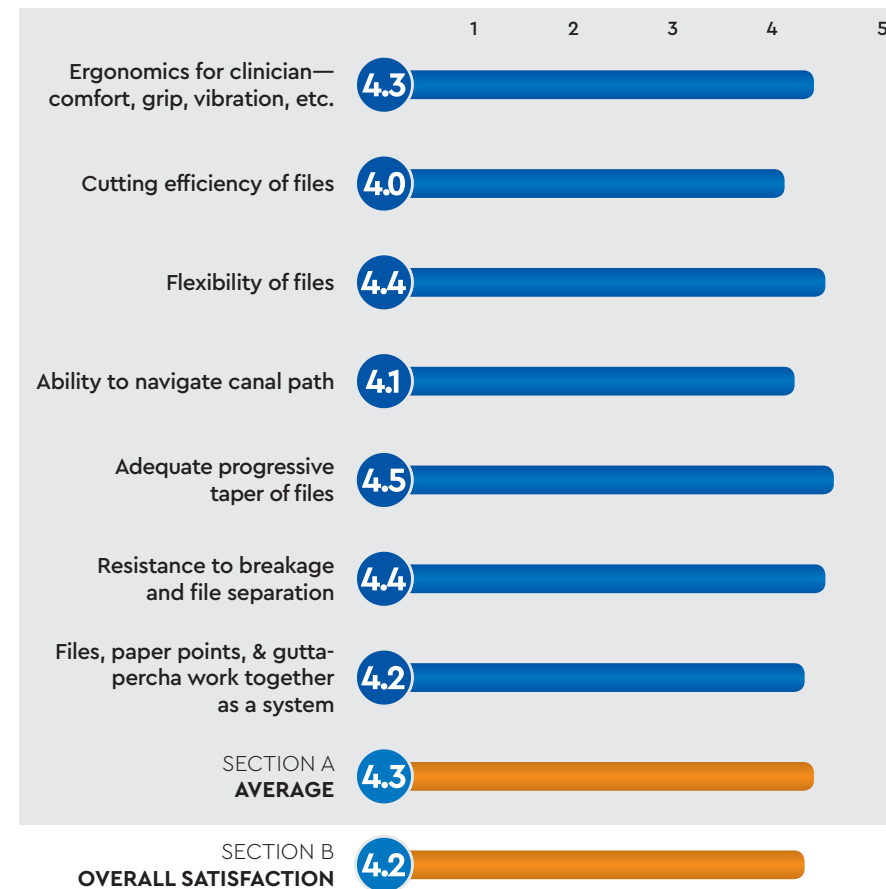 1 2 3 4 5
Ergonomics for clinician—
comfort, grip, vibration, etc.
4.3
Cutting efficiency of files
4.0
Flexibility of files
4.4
Ability to navigate canal path
4.1
Adequate progressive
taper of files
4.5
Resistance to breakage
and file separation
4.4
Files, paper points, & gutta-
percha work together
as a system
4.2
SECTION A
AVERAGE
4.3
SECTION B
OVERALL SATISFACTION
4.2